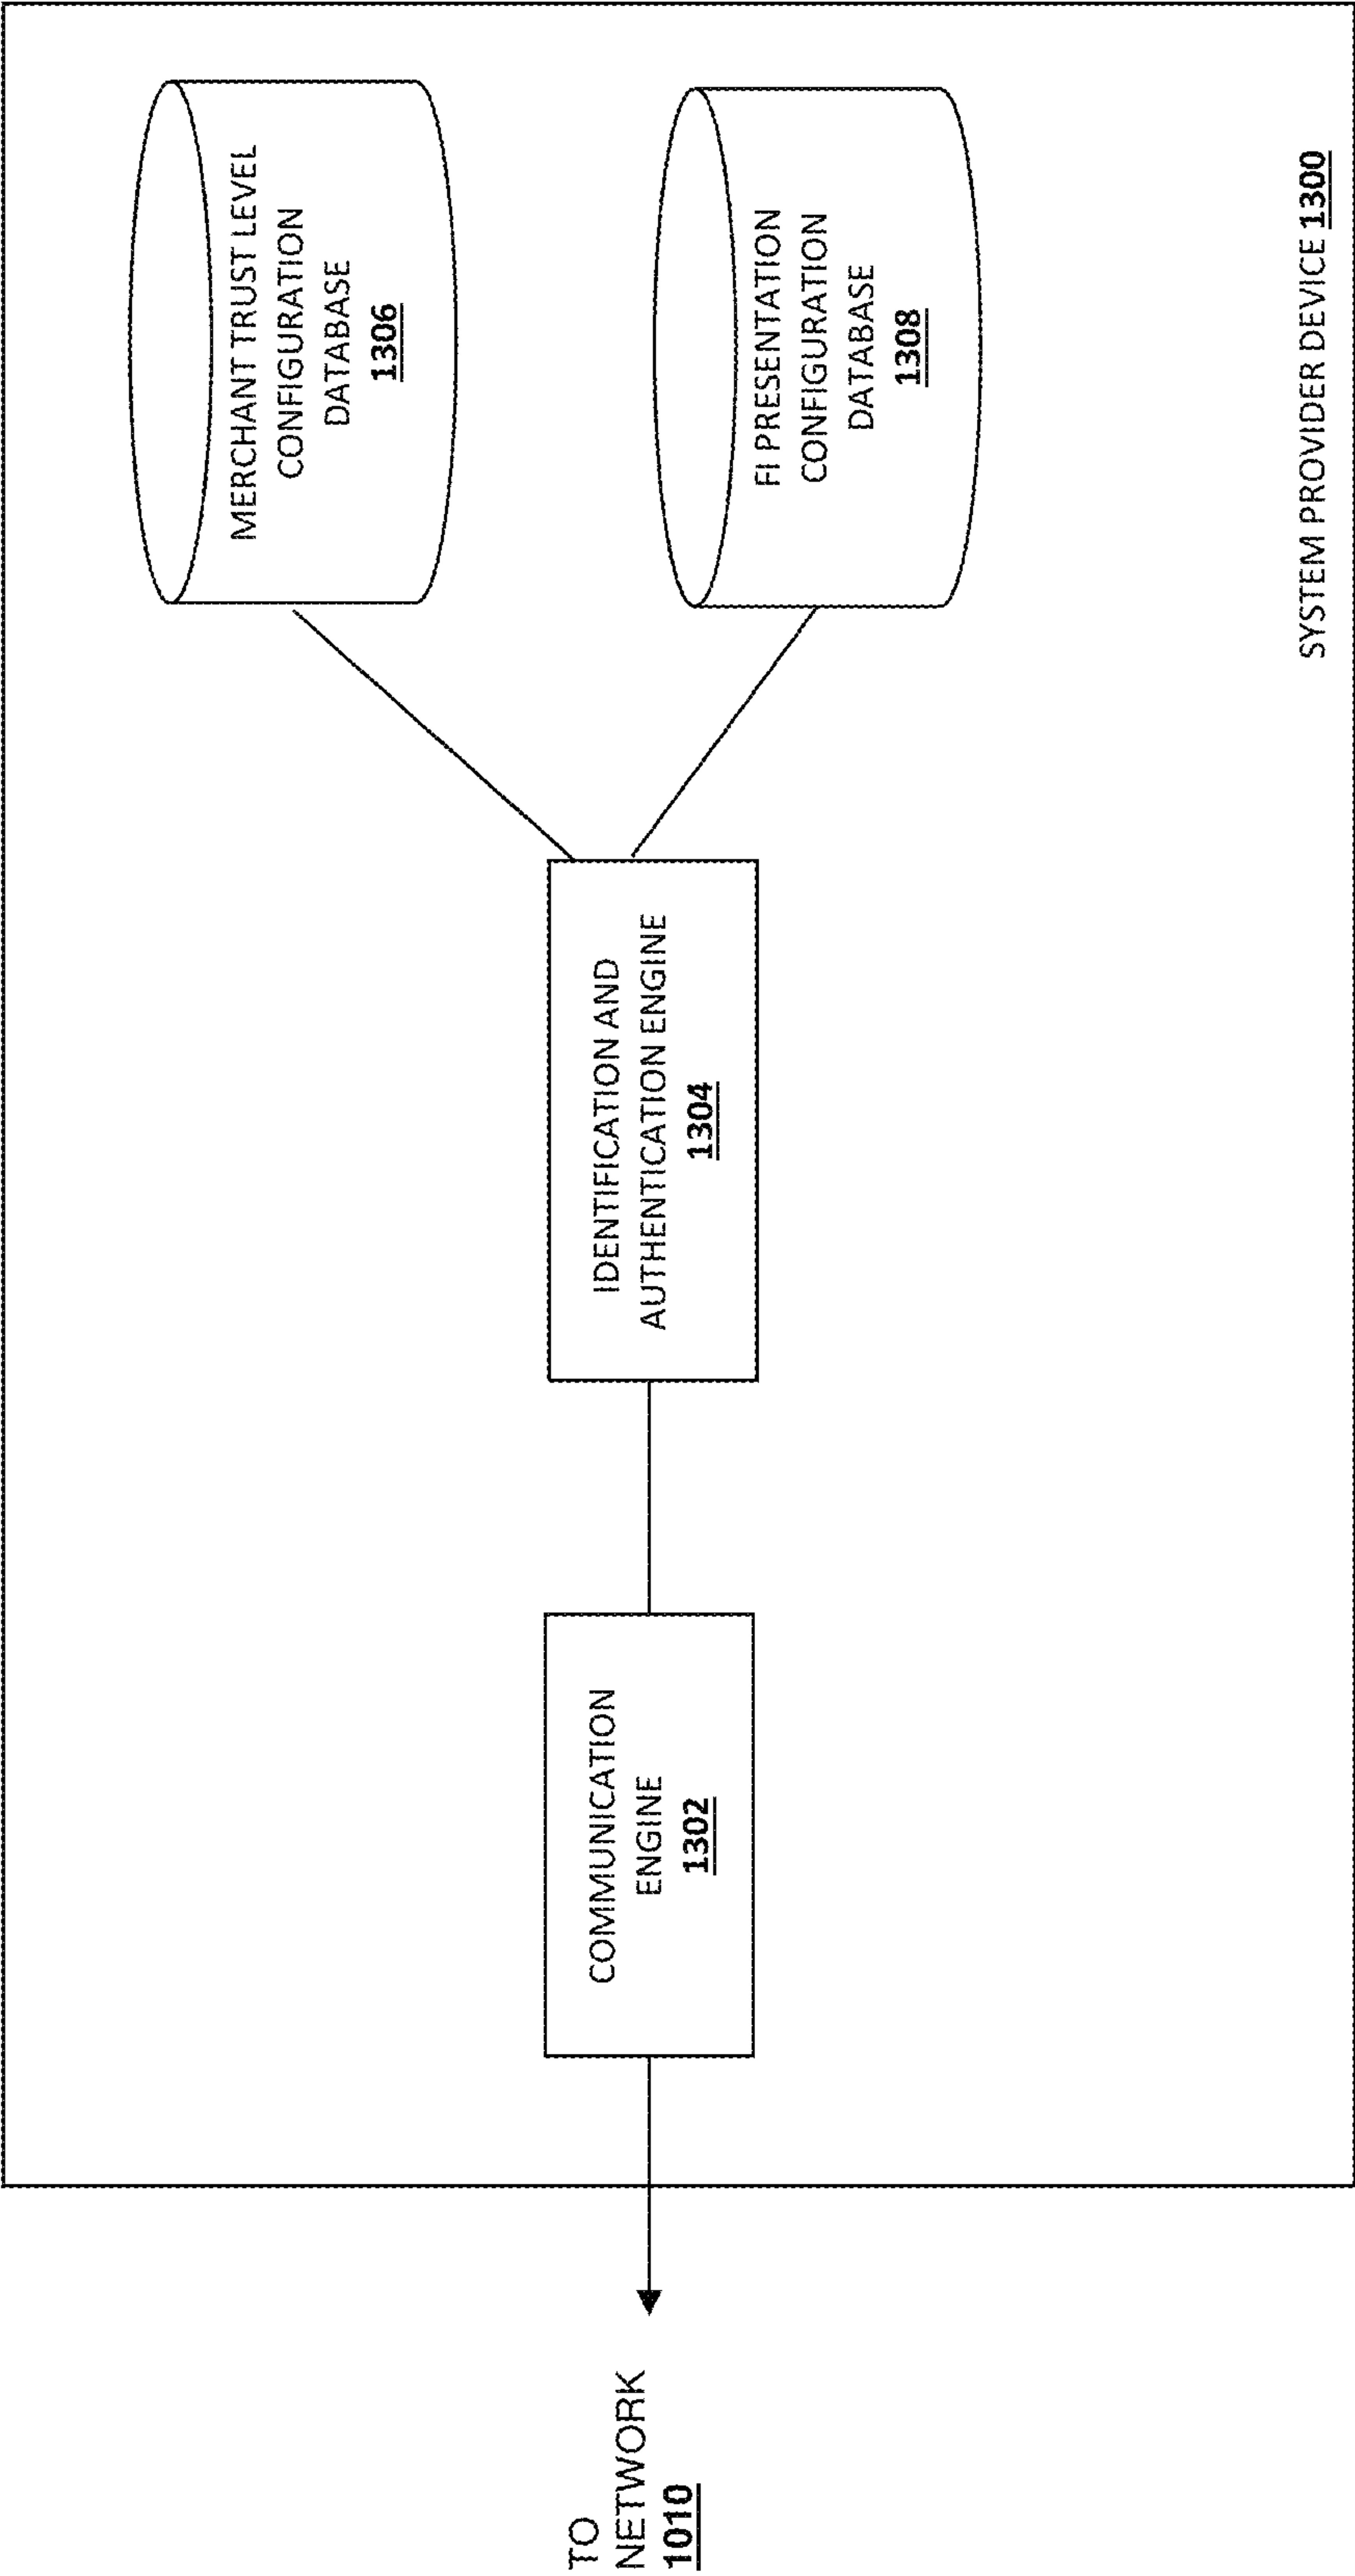 TO
NETWORK
1010
COMMUNICATION
ENGINE
1302
IDENTIFICATION AND
AUTHENTICATION ENGINE
1304
MERCHANT TRUST LEVEL
CONFIGURATION
DATABASE
1306
FI PRESENTATION
CONFIGURATION
DATABASE
1308
SYSTEM PROVIDER DEVICE 1300